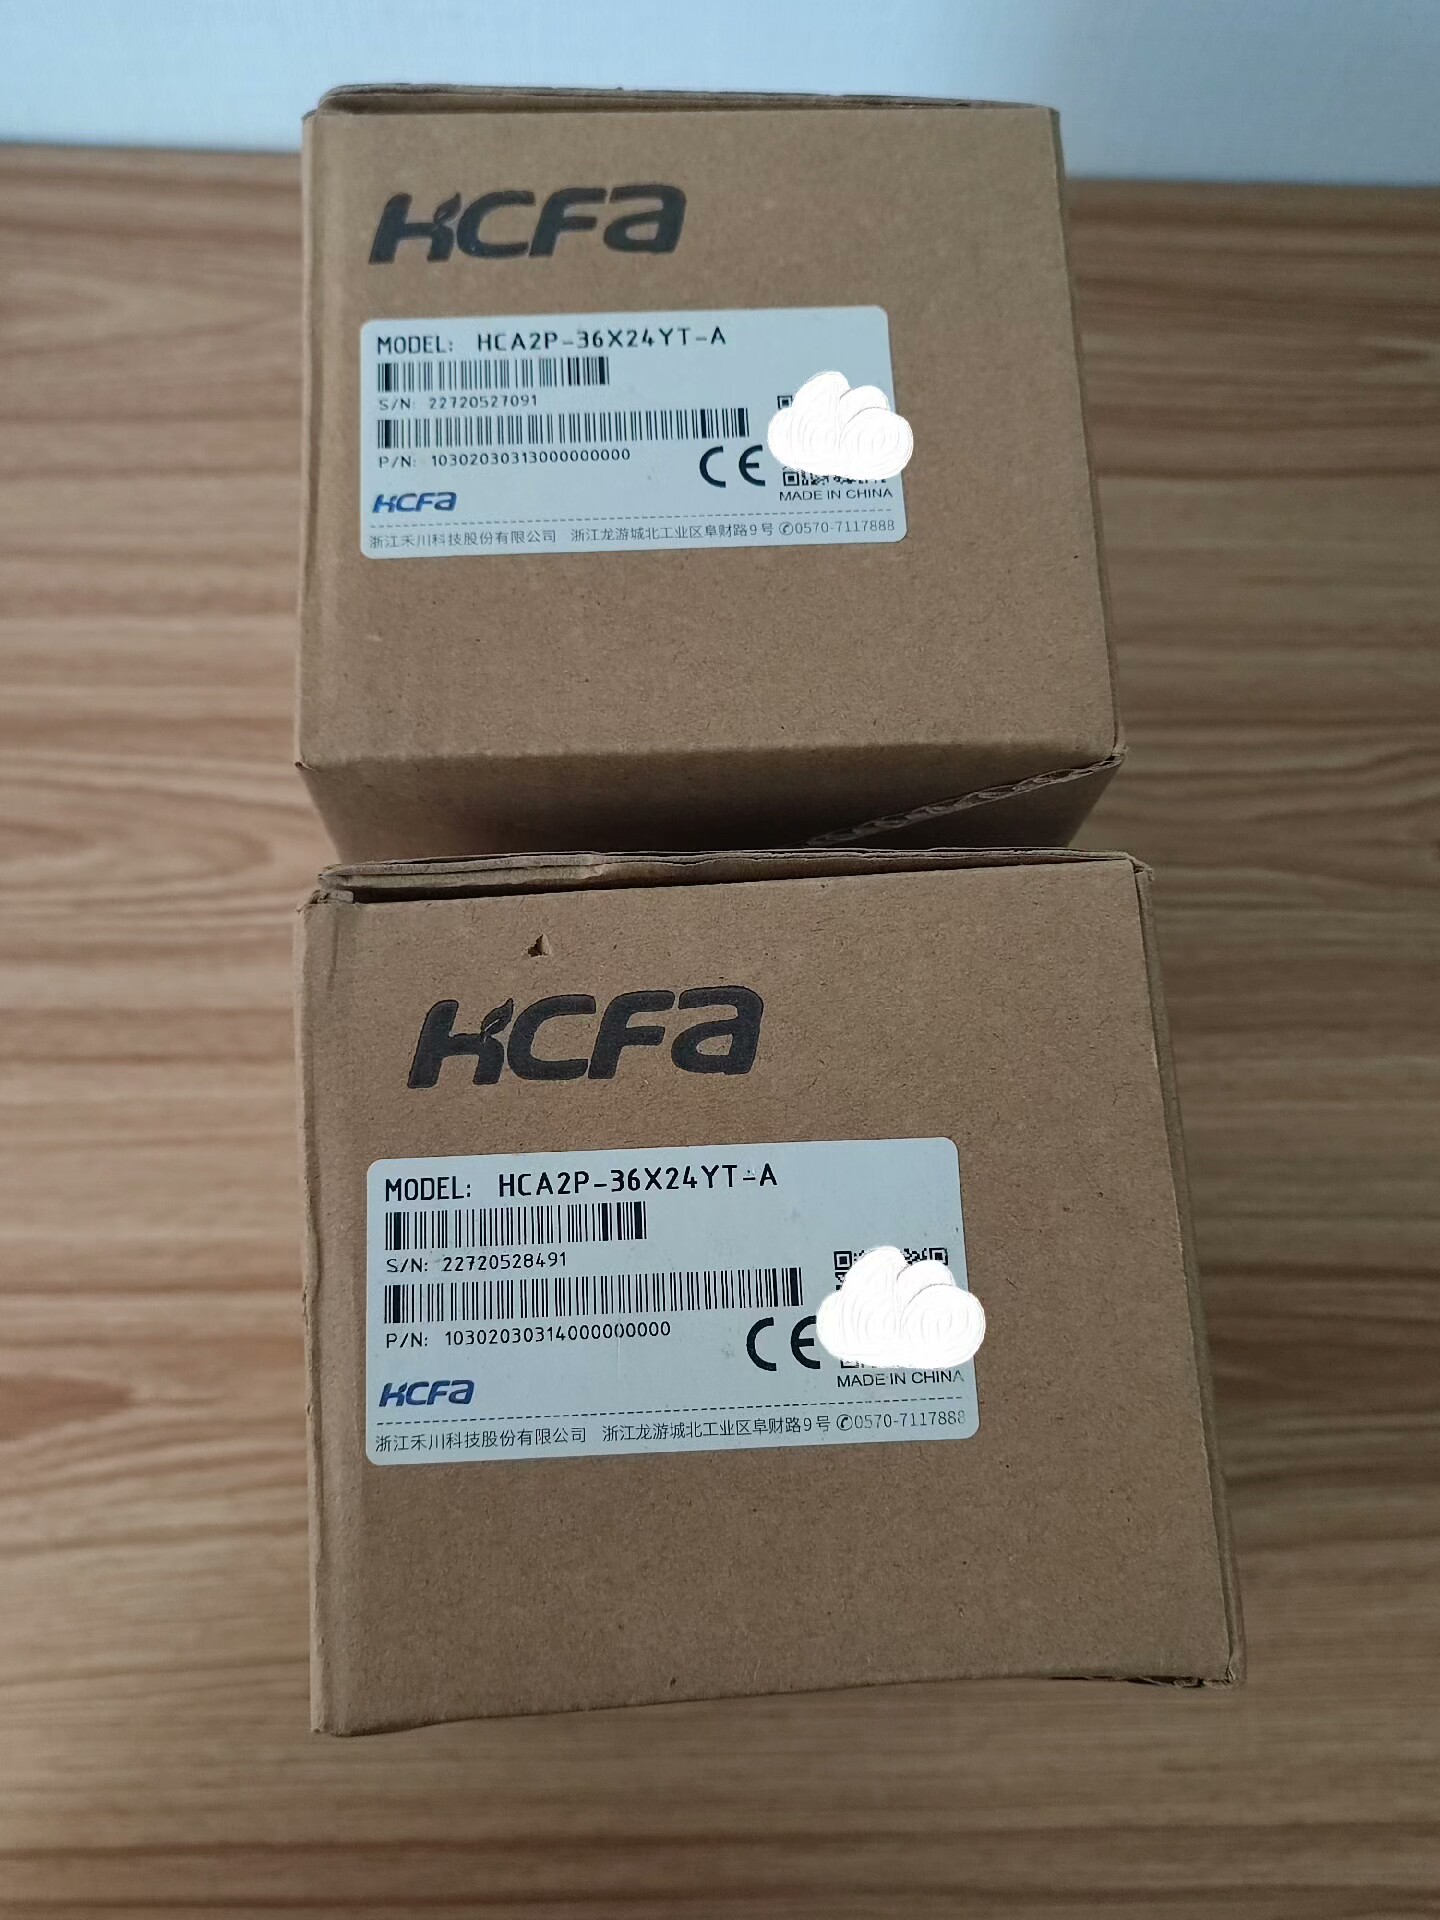 HCFa
MODEL: HCA2P-36X24YT-A
S/N: 22720527091
P/N: 10302030313000000000
CE
MADE IN CHINA
HCFa
浙江禾川科技股份有限公司 浙江龙游城北工业区阜财路9号 ✆0570-7117888
HCFa
MODEL: HCA2P-36X24YT-A
S/N: 22720528491
P/N: 10302030314000000000
CE
MADE IN CHINA
HCFa
浙江禾川科技股份有限公司 浙江龙游城北工业区阜财路9号 ✆0570-7117888